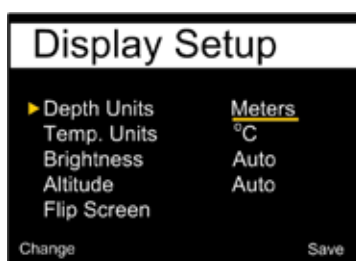 Display Setup
Depth Units Meters
Temp. Units °C
Brightness Auto
Altitude Auto
Flip Screen
Change Save